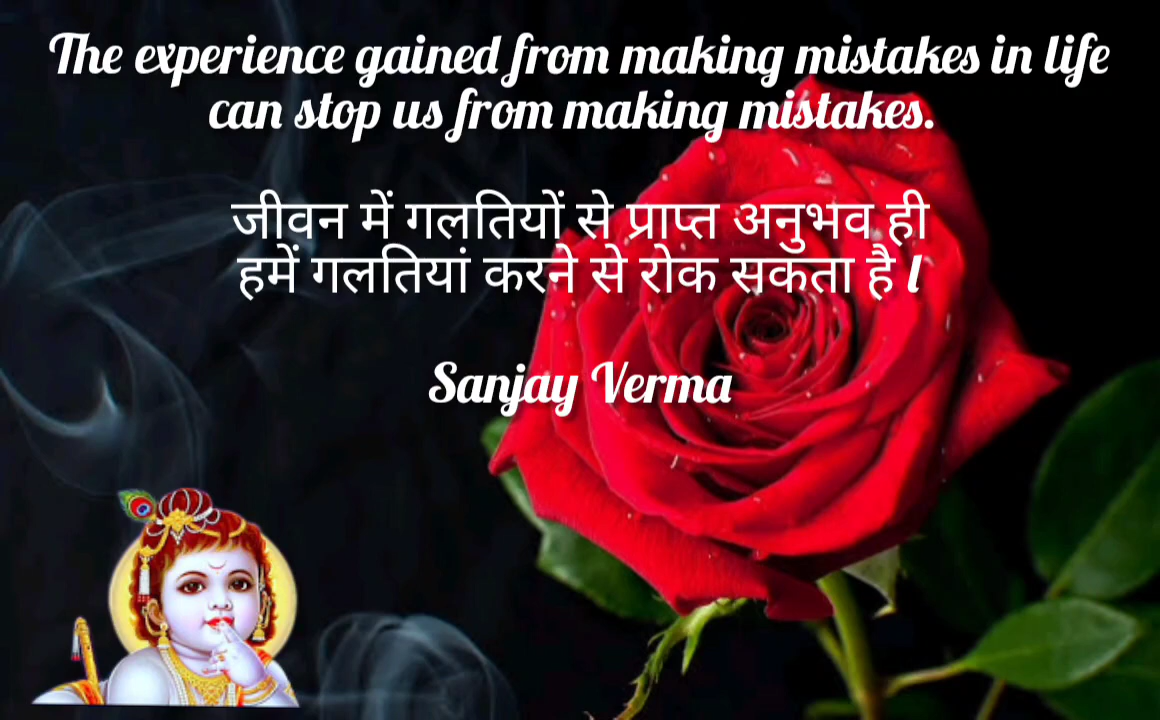 The experience gained from making mistakes in life
can stop us from making mistakes.
जीवन में गलतियों से प्राप्त अनुभव ही
हमें गलतियां करने से रोक सकता है l
Sanjay Verma